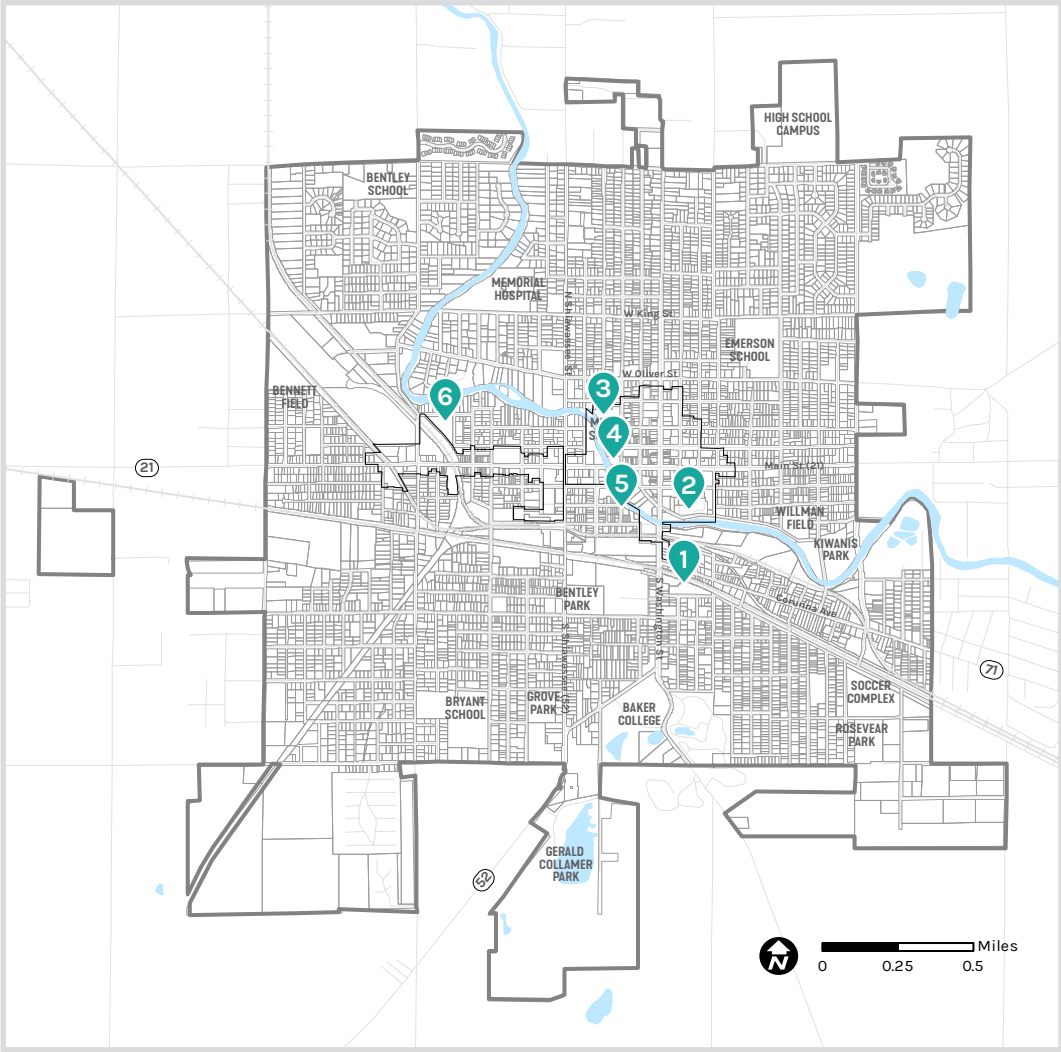 HIGH SCHOOL
CAMPUS
BENTLEY
SCHOOL
MEMORIAL
HOSPITAL
N Shiawassee St
W King St
EMERSON
SCHOOL
W Oliver St
BENNETT
FIELD
6
3
M
S
4
21
Main St (21)
5
2
WILLMAN
FIELD
KIWANIS
PARK
1
BENTLEY
PARK
S Washington St
Corunna Ave
S Shiawassee (52)
71
SOCCER
COMPLEX
BRYANT
SCHOOL
GROVE
PARK
BAKER
COLLEGE
ROSEVEAR
PARK
GERALD
COLLAMER
PARK
52
N
Miles
0 0.25 0.5